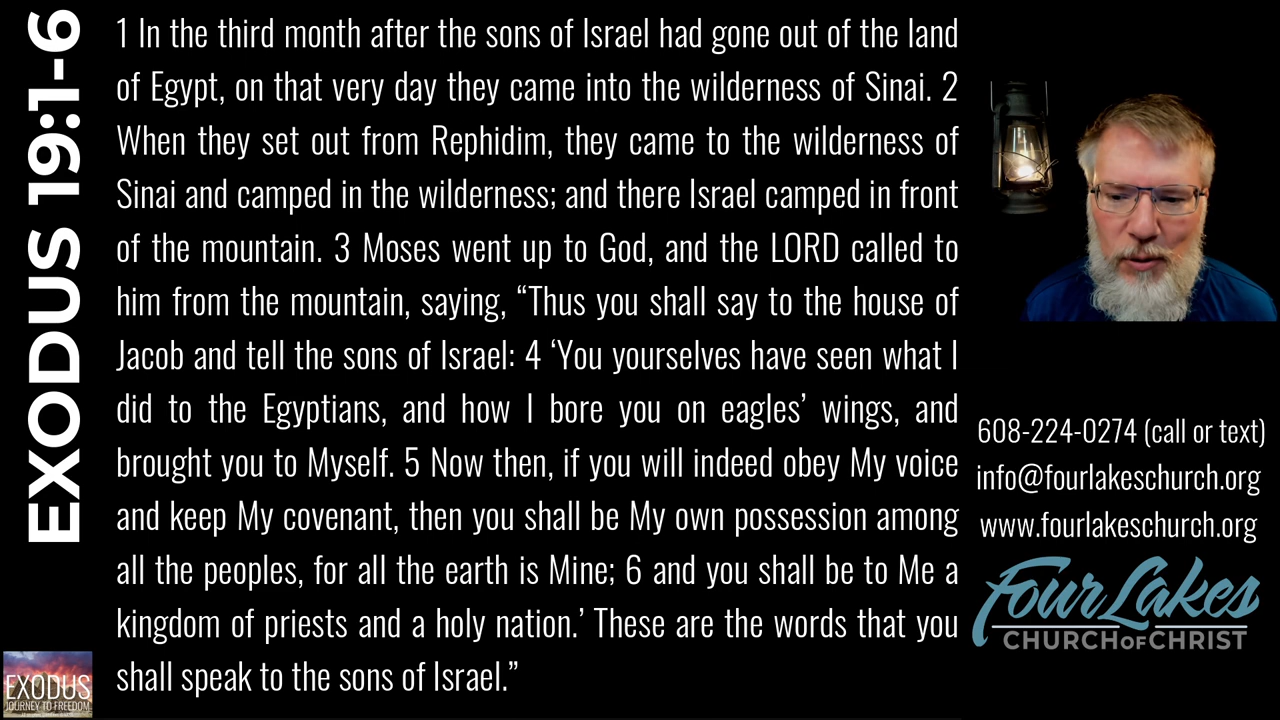 EXODUS 19:1-6
1 In the third month after the sons of Israel had gone out of the land
of Egypt, on that very day they came into the wilderness of Sinai. 2
When they set out from Rephidim, they came to the wilderness of
Sinai and camped in the wilderness; and there Israel camped in front
of the mountain. 3 Moses went up to God, and the LORD called to
him from the mountain, saying, “Thus you shall say to the house of
Jacob and tell the sons of Israel: 4 ‘You yourselves have seen what I
did to the Egyptians, and how I bore you on eagles’ wings, and
brought you to Myself. 5 Now then, if you will indeed obey My voice
and keep My covenant, then you shall be My own possession among
all the peoples, for all the earth is Mine; 6 and you shall be to Me a
kingdom of priests and a holy nation.’ These are the words that you
shall speak to the sons of Israel.”
608-224-0274 (call or text)
info@fourlakeschurch.org
www.fourlakeschurch.org
Four Lakes
CHURCH OF CHRIST
EXODUS
JOURNEY TO FREEDOM